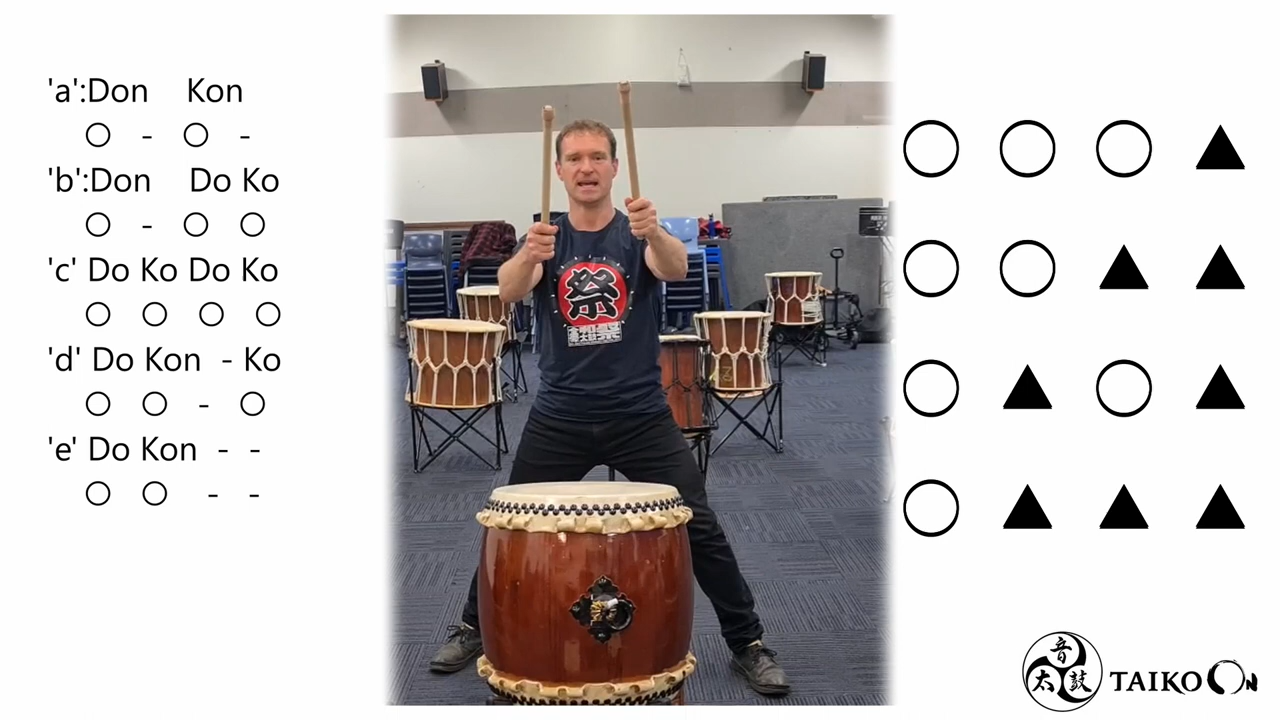 'a':Don Kon
○ - ○ -
'b':Don Do Ko
○ - ○ ○
'c' Do Ko Do Ko
○ ○ ○ ○
'd' Do Kon - Ko
○ ○ - ○
'e' Do Kon - -
○ ○ - -
○ ○ ○ ▲
○ ○ ▲ ▲
○ ▲ ○ ▲
○ ▲ ▲ ▲
祭
音
太鼓
TAIKO ON